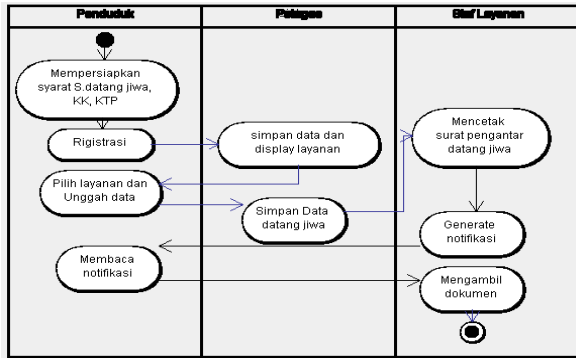 Penduduk
Petugas
Staf Layanan
Mempersiapkan
syarat S.datang jiwa,
KK, KTP
Rigistrasi
simpan data dan
display layanan
Mencetak
surat pengantar
datang jiwa
Pilih layanan dan
Unggah data
Simpan Data
datang jiwa
Generate
notifikasi
Membaca
notifikasi
Mengambil
dokumen